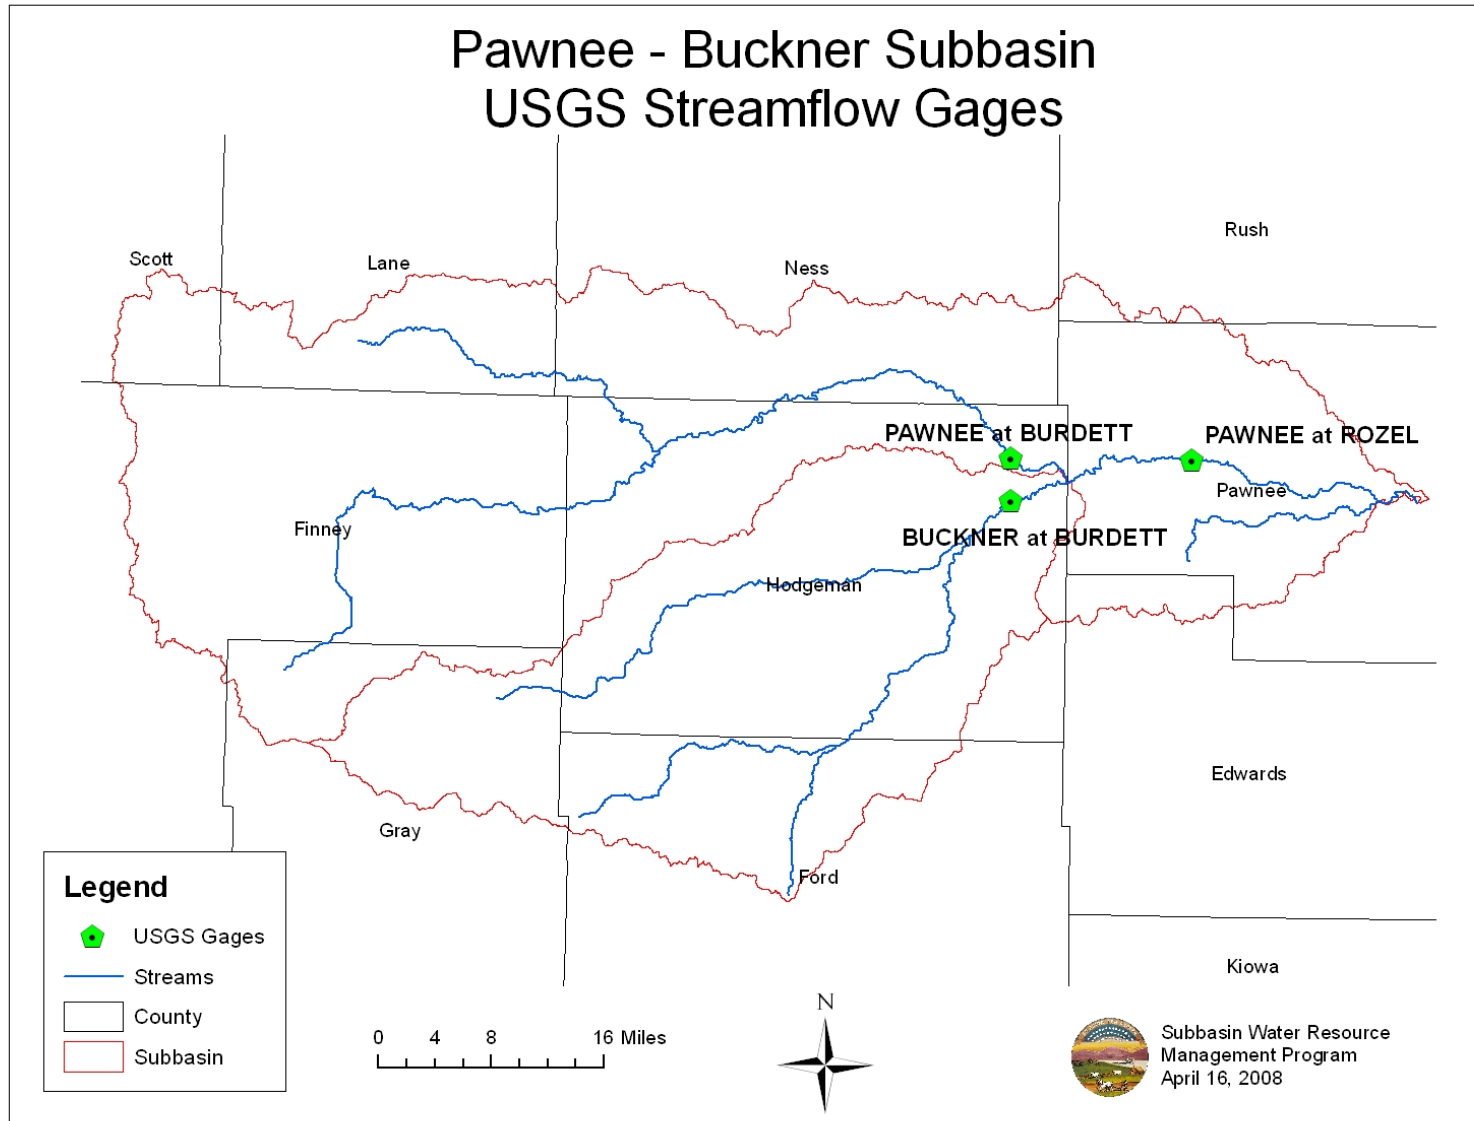 Pawnee - Buckner Subbasin
USGS Streamflow Gages
Rush
Scott
Lane
Ness
PAWNEE at BURDETT
PAWNEE at ROZEL
Pawnee
Finney
BUCKNER at BURDETT
Hodgeman
Edwards
Gray
Ford
Kiowa
Legend
USGS Gages
Streams
County
Subbasin
0 4 8 16 Miles
N
Subbasin Water Resource
Management Program
April 16, 2008